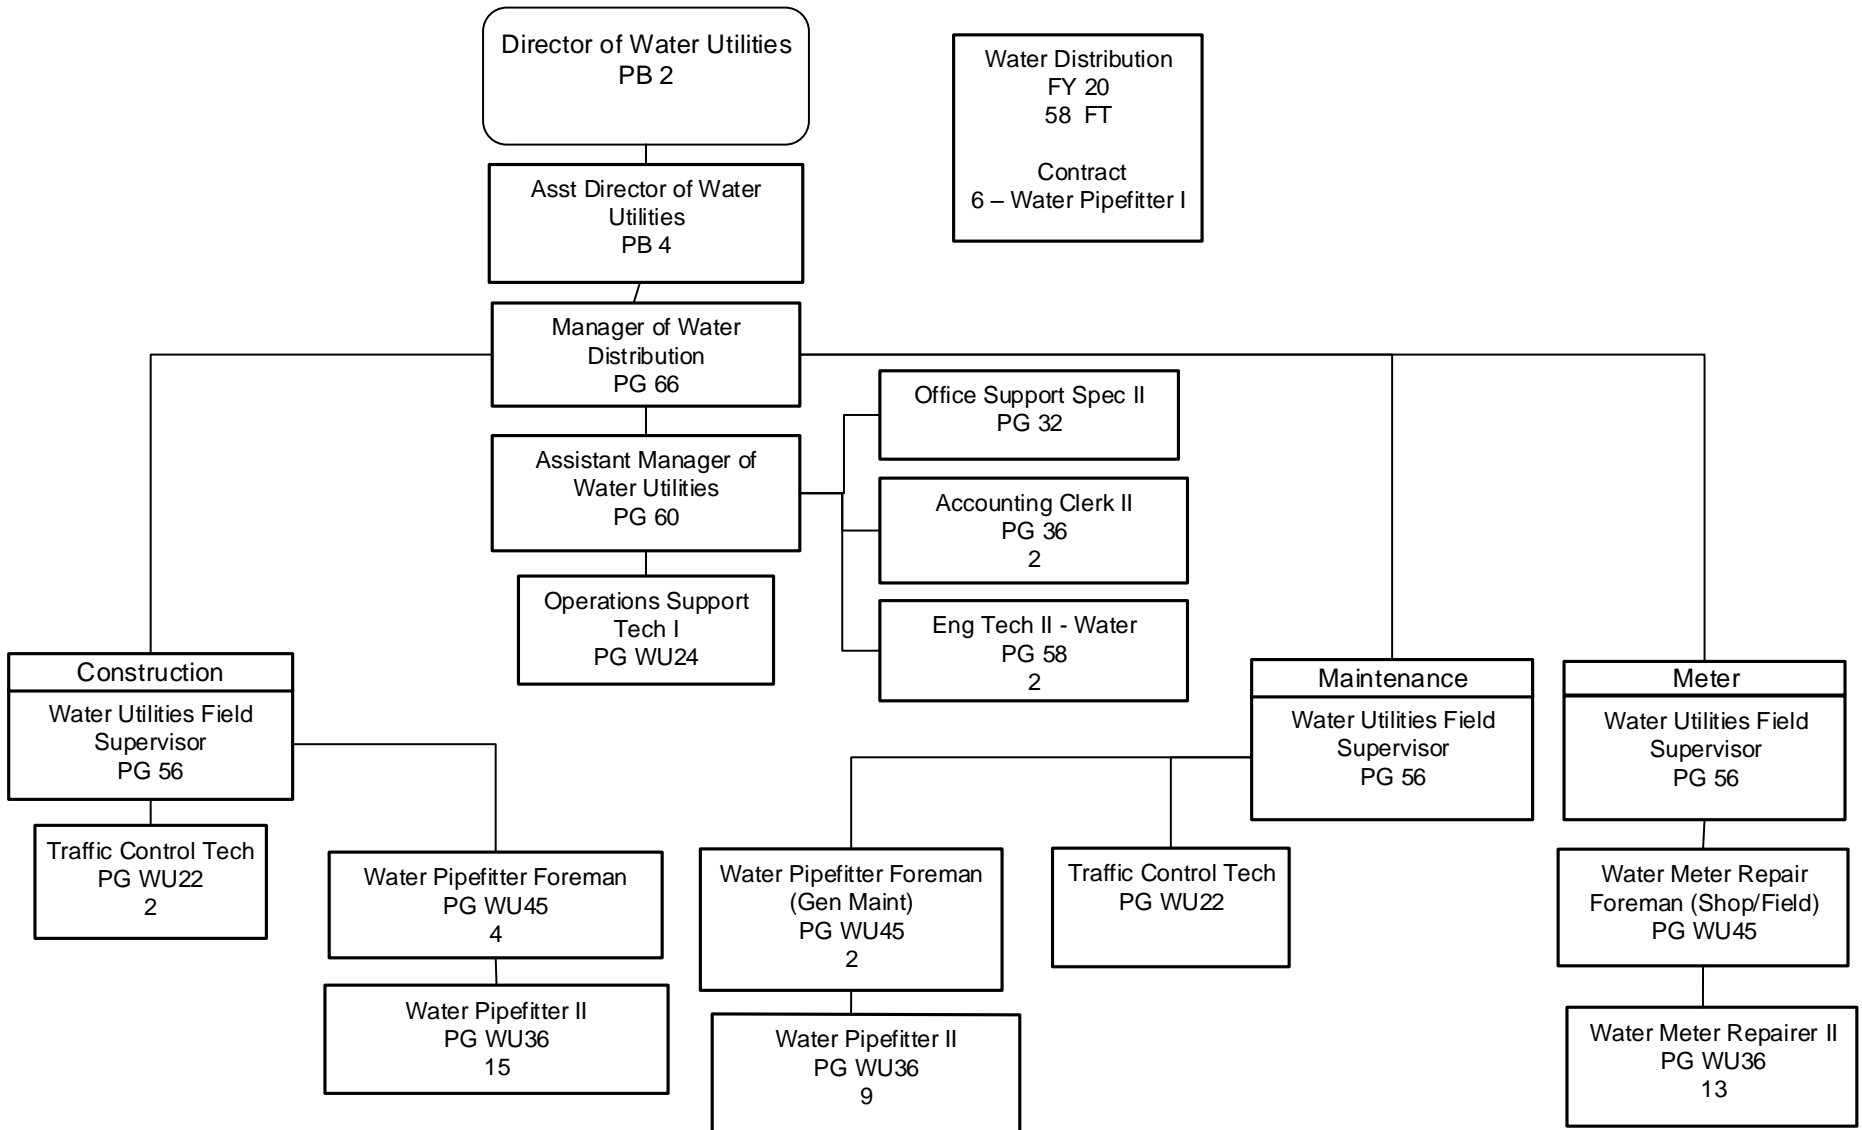 Director of Water Utilities
PB 2
Water Distribution
FY 20
58 FT
Contract
6 – Water Pipefitter I
Asst Director of Water
Utilities
PB 4
Manager of Water
Distribution
PG 66
Office Support Spec II
PG 32
Assistant Manager of
Water Utilities
PG 60
Accounting Clerk II
PG 36
2
Operations Support
Tech I
PG WU24
Eng Tech II - Water
PG 58
2
Construction
Water Utilities Field
Supervisor
PG 56
Maintenance
Water Utilities Field
Supervisor
PG 56
Meter
Water Utilities Field
Supervisor
PG 56
Traffic Control Tech
PG WU22
2
Water Pipefitter Foreman
PG WU45
4
Water Pipefitter Foreman
(Gen Maint)
PG WU45
2
Traffic Control Tech
PG WU22
Water Meter Repair
Foreman (Shop/Field)
PG WU45
Water Pipefitter II
PG WU36
15
Water Pipefitter II
PG WU36
9
Water Meter Repairer II
PG WU36
13